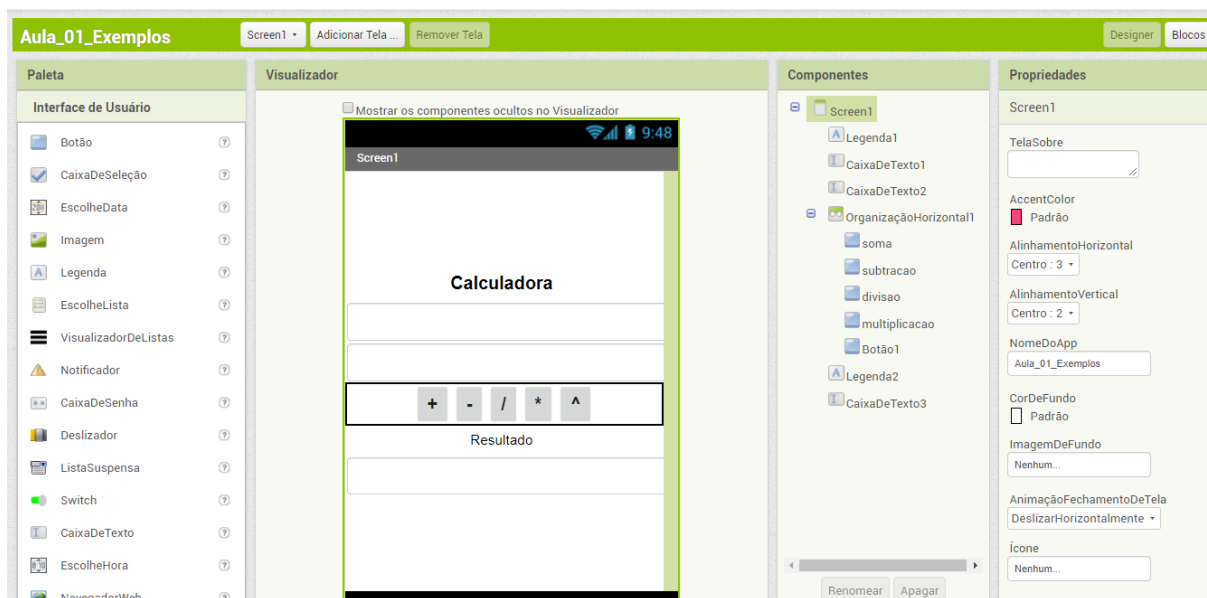 Aula_01_Exemplos
Screen1
Adicionar Tela ...
Remover Tela
Designer
Blocos
Paleta
Interface de Usuário
Botão
CaixaDeSeleção
EscolheData
Imagem
Legenda
EscolheLista
VisualizadorDeListas
Notificador
CaixaDeSenha
Deslizador
ListaSuspensa
Switch
CaixaDeTexto
EscolheHora
NavegadorWeb
Visualizador
Mostrar os componentes ocultos no Visualizador
9:48
Screen1
Calculadora
+ - / * ^
Resultado
Componentes
Screen1
Legenda1
CaixaDeTexto1
CaixaDeTexto2
OrganizaçãoHorizontal1
soma
subtracao
divisao
multiplicacao
Botão1
Legenda2
CaixaDeTexto3
Renomear
Apagar
Propriedades
Screen1
TelaSobre
AccentColor
Padrão
AlinhamentoHorizontal
Centro : 3
AlinhamentoVertical
Centro : 2
NomeDoApp
Aula_01_Exemplos
CorDeFundo
Padrão
ImagemDeFundo
Nenhum...
AnimaçãoFechamentoDeTela
DeslizarHorizontalmente
Ícone
Nenhum...